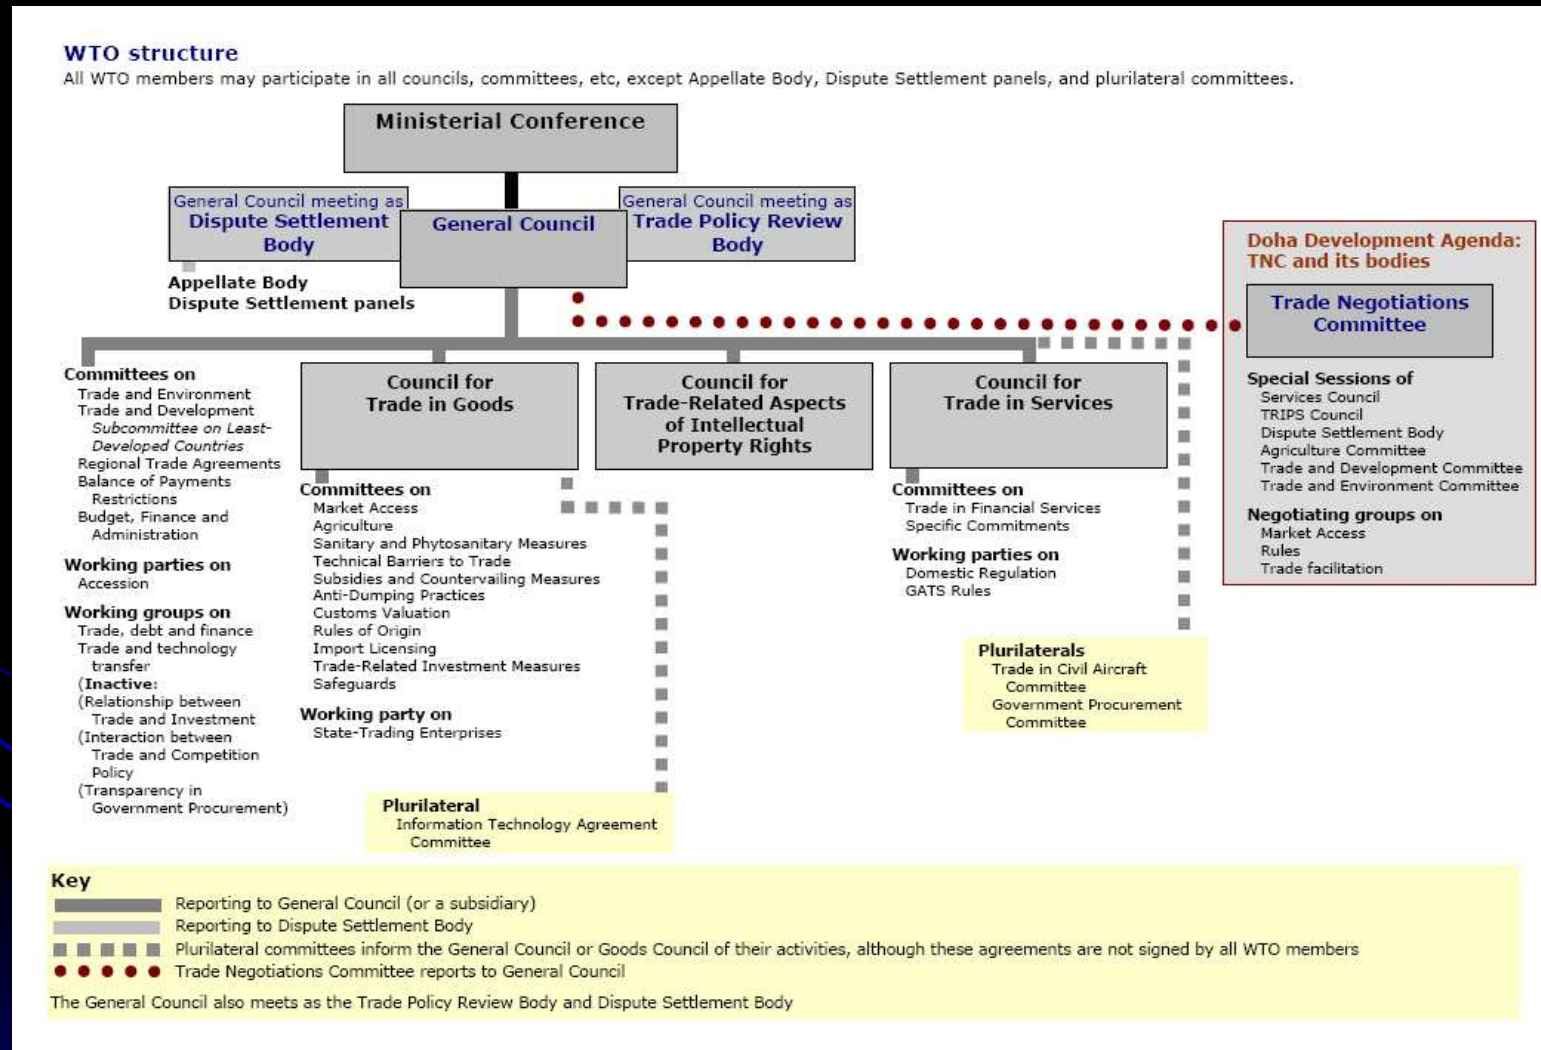 WTO structure
All WTO members may participate in all councils, committees, etc, except Appellate Body, Dispute Settlement panels, and plurilateral committees.
Ministerial Conference
General Council meeting as
Dispute Settlement
Body
General Council
General Council meeting as
Trade Policy Review
Body
Appellate Body
Dispute Settlement panels
Doha Development Agenda:
TNC and its bodies
Trade Negotiations
Committee
Special Sessions of
Services Council
TRIPS Council
Dispute Settlement Body
Agriculture Committee
Trade and Development Committee
Trade and Environment Committee
Negotiating groups on
Market Access
Rules
Trade facilitation
Committees on
Trade and Environment
Trade and Development
Subcommittee on Least-
Developed Countries
Regional Trade Agreements
Balance of Payments
Restrictions
Budget, Finance and
Administration
Working parties on
Accession
Working groups on
Trade, debt and finance
Trade and technology
transfer
(Inactive:
(Relationship between
Trade and Investment
(Interaction between
Trade and Competition
Policy
(Transparency in
Government Procurement)
Council for
Trade in Goods
Committees on
Market Access
Agriculture
Sanitary and Phytosanitary Measures
Technical Barriers to Trade
Subsidies and Countervailing Measures
Anti-Dumping Practices
Customs Valuation
Rules of Origin
Import Licensing
Trade-Related Investment Measures
Safeguards
Working party on
State-Trading Enterprises
Plurilateral
Information Technology Agreement
Committee
Council for
Trade-Related Aspects
of Intellectual
Property Rights
Council for
Trade in Services
Committees on
Trade in Financial Services
Specific Commitments
Working parties on
Domestic Regulation
GATS Rules
Plurilaterals
Trade in Civil Aircraft
Committee
Government Procurement
Committee
Key
Reporting to General Council (or a subsidiary)
Reporting to Dispute Settlement Body
Plurilateral committees inform the General Council or Goods Council of their activities, although these agreements are not signed by all WTO members
Trade Negotiations Committee reports to General Council
The General Council also meets as the Trade Policy Review Body and Dispute Settlement Body